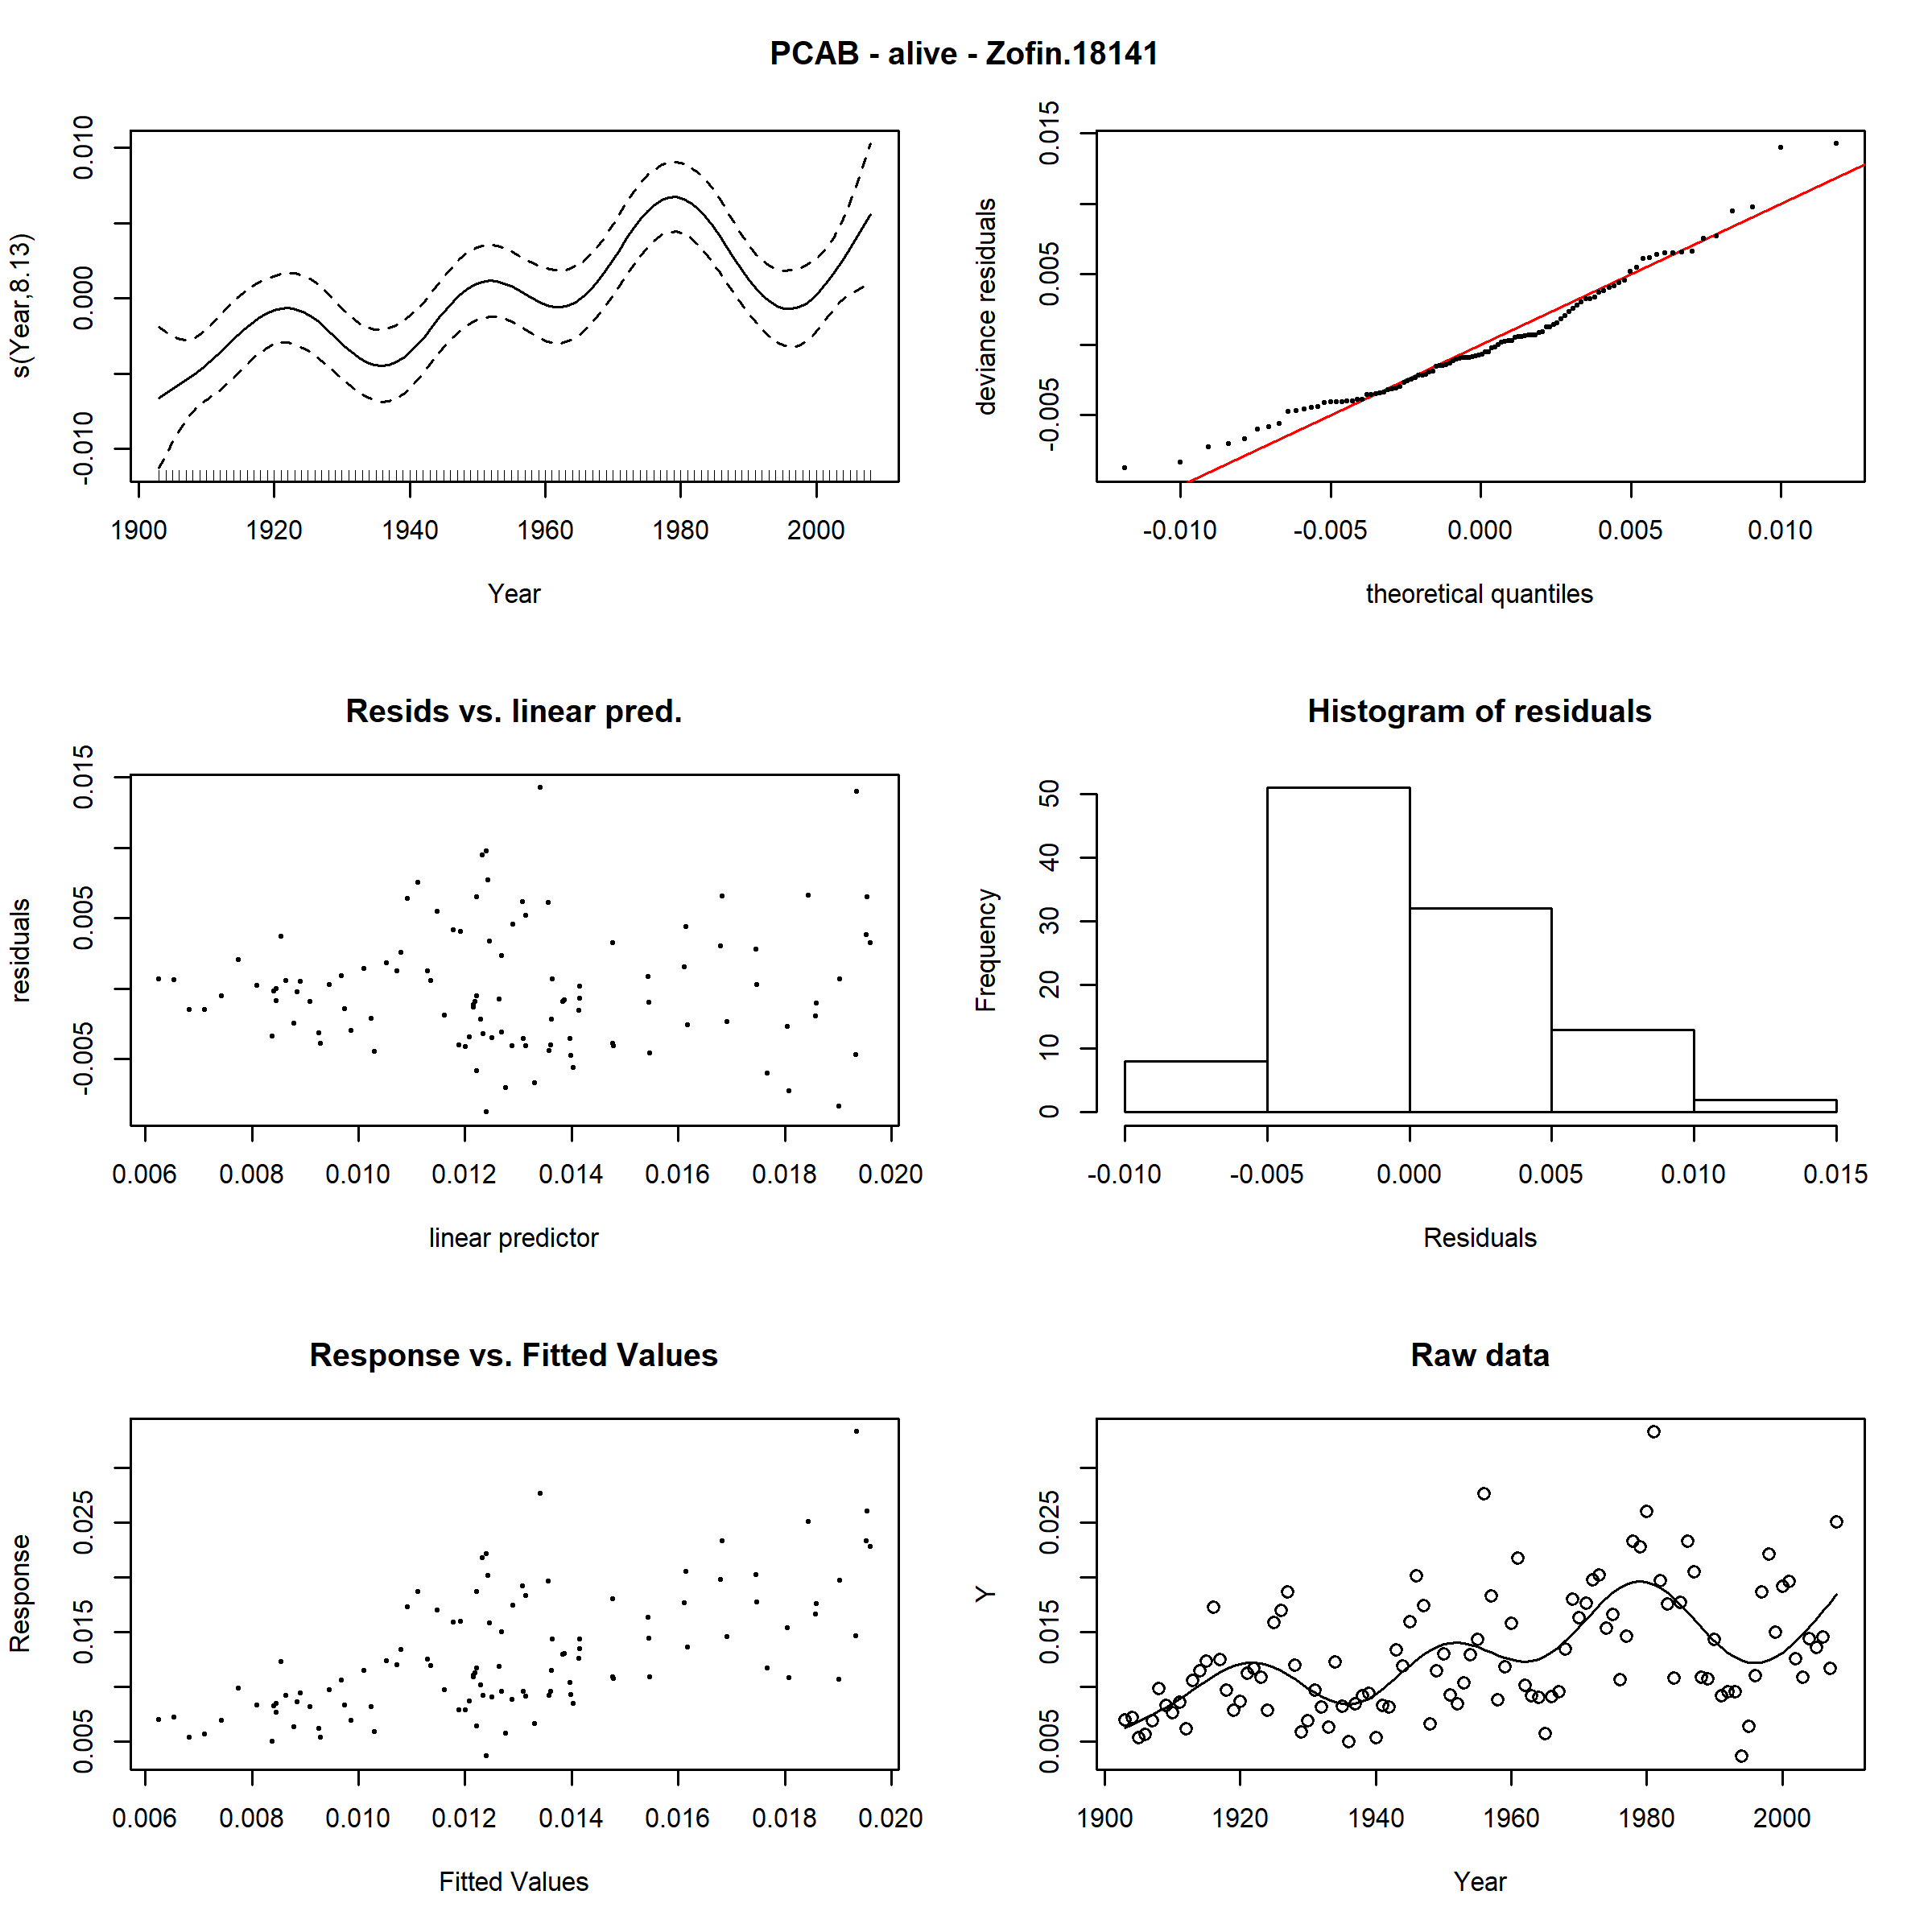 PCAB - alive - Zofin.18141
s(Year,8.13)
-0.010 0.000 0.010
1900 1920 1940 1960 1980 2000
Year
deviance residuals
-0.005 0.005 0.015
-0.010 -0.005 0.000 0.005 0.010
theoretical quantiles
Resids vs. linear pred.
residuals
-0.005 0.005 0.015
0.006 0.008 0.010 0.012 0.014 0.016 0.018 0.020
linear predictor
Histogram of residuals
Frequency
0 10 20 30 40 50
-0.010 -0.005 0.000 0.005 0.010 0.015
Residuals
Response vs. Fitted Values
Response
0.005 0.015 0.025
0.006 0.008 0.010 0.012 0.014 0.016 0.018 0.020
Fitted Values
Raw data
Y
0.005 0.015 0.025
1900 1920 1940 1960 1980 2000
Year